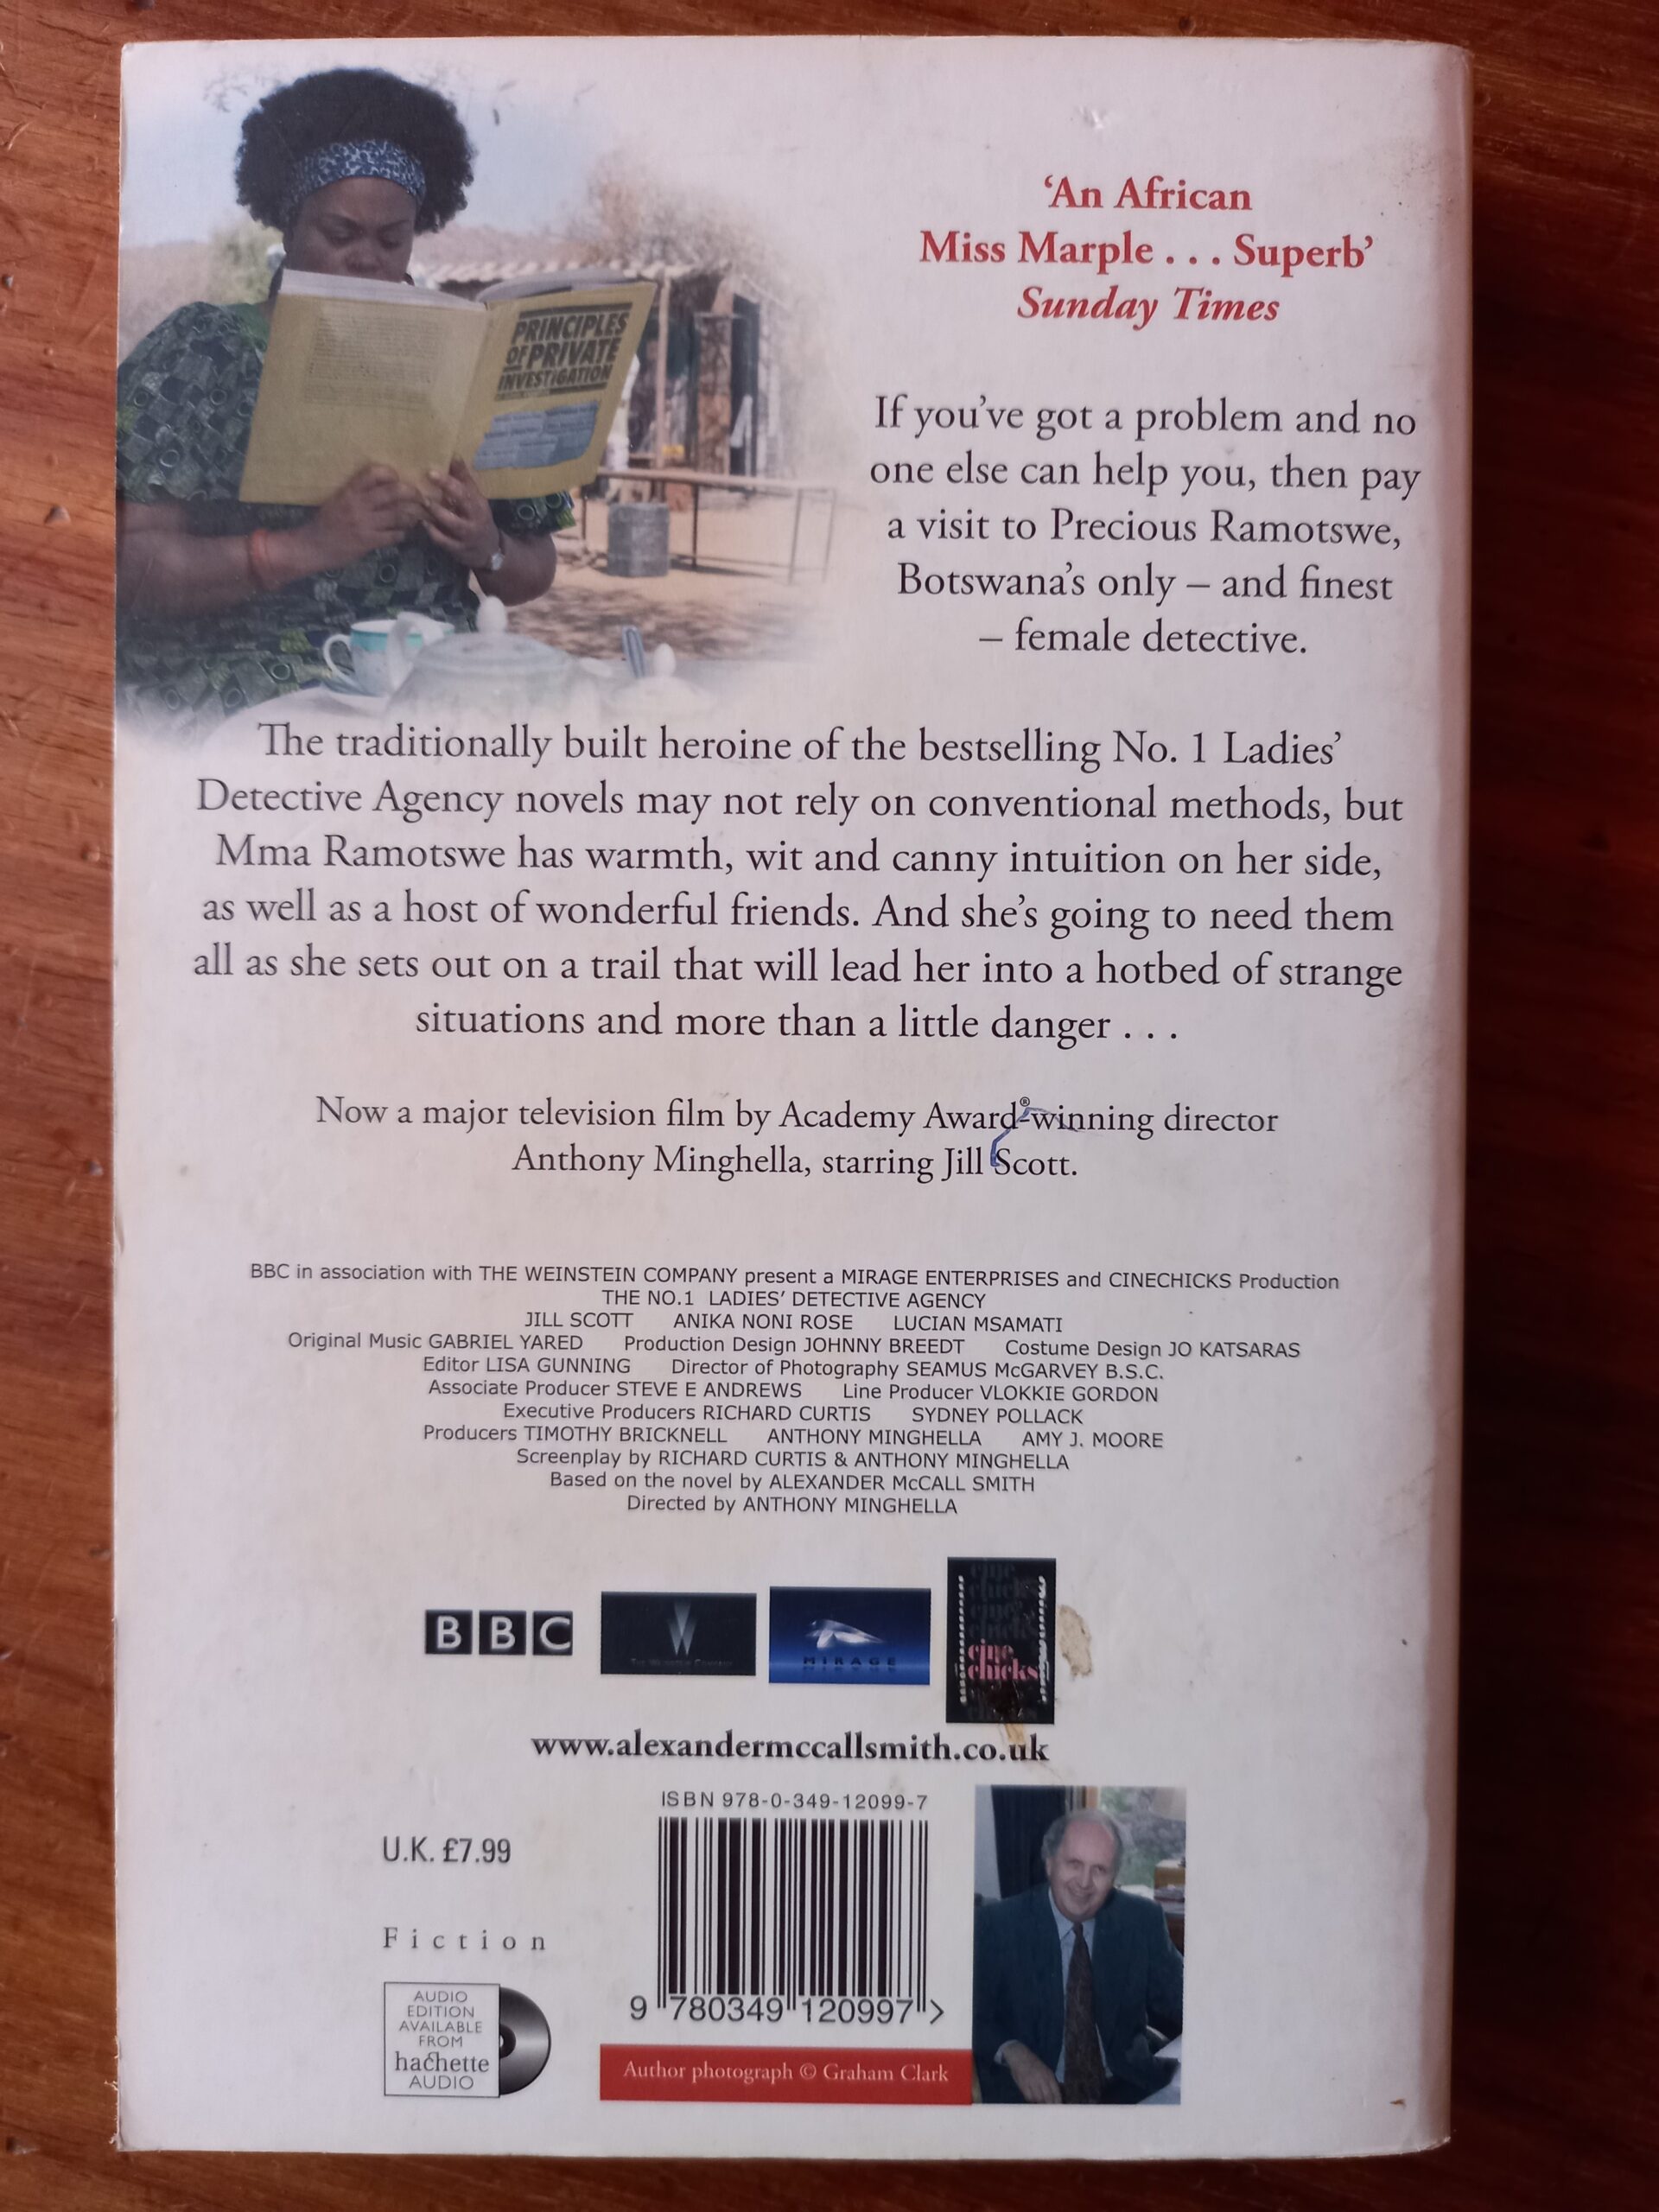 PRINCIPLES
OF PRIVATE
INVESTIGATION
‘An African
Miss Marple . . . Superb’
Sunday Times
If you’ve got a problem and no
one else can help you, then pay
a visit to Precious Ramotswe,
Botswana’s only – and finest
– female detective.
The traditionally built heroine of the bestselling No. 1 Ladies’
Detective Agency novels may not rely on conventional methods, but
Mma Ramotswe has warmth, wit and canny intuition on her side,
as well as a host of wonderful friends. And she’s going to need them
all as she sets out on a trail that will lead her into a hotbed of strange
situations and more than a little danger . . .
Now a major television film by Academy Award®-winning director
Anthony Minghella, starring Jill Scott.
BBC in association with THE WEINSTEIN COMPANY present a MIRAGE ENTERPRISES and CINECHICKS Production
THE NO.1 LADIES’ DETECTIVE AGENCY
JILL SCOTT ANIKA NONI ROSE LUCIAN MSAMATI
Original Music GABRIEL YARED Production Design JOHNNY BREEDT Costume Design JO KATSARAS
Editor LISA GUNNING Director of Photography SEAMUS McGARVEY B.S.C.
Associate Producer STEVE E ANDREWS Line Producer VLOKKIE GORDON
Executive Producers RICHARD CURTIS SYDNEY POLLACK
Producers TIMOTHY BRICKNELL ANTHONY MINGHELLA AMY J. MOORE
Screenplay by RICHARD CURTIS & ANTHONY MINGHELLA
Based on the novel by ALEXANDER McCALL SMITH
Directed by ANTHONY MINGHELLA
BBC
THE WEINSTEIN COMPANY
MIRAGE
cine
chicks
www.alexandermccallsmith.co.uk
ISBN 978-0-349-12099-7
U.K. £7.99
Fiction
9 780349 120997 >
AUDIO
EDITION
AVAILABLE
FROM
hachette
AUDIO
Author photograph © Graham Clark